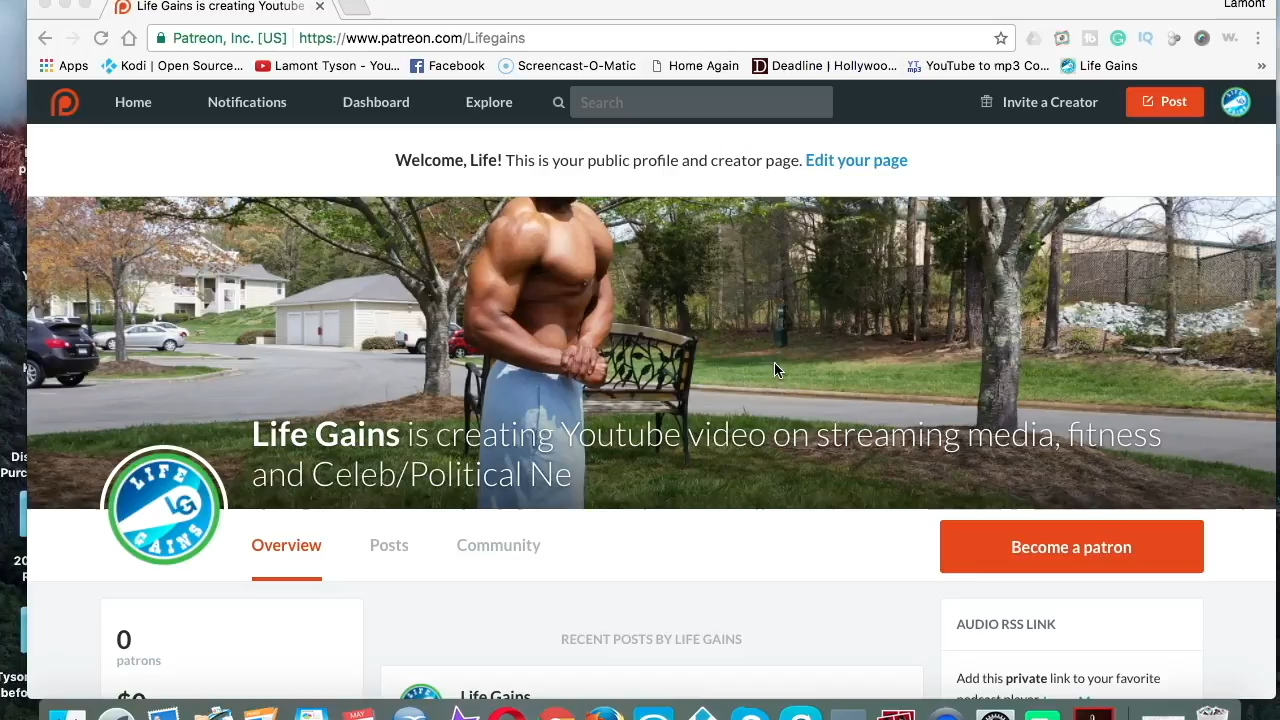 Life Gains is creating Youtube
Lamont
Patreon, Inc. [US] https://www.patreon.com/Lifegains
Apps Kodi | Open Source... Lamont Tyson - You... Facebook Screencast-O-Matic Home Again Deadline | Hollywoo... YouTube to mp3 Co... Life Gains »
Home Notifications Dashboard Explore Search Invite a Creator Post
Welcome, Life! This is your public profile and creator page. Edit your page
Life Gains is creating Youtube video on streaming media, fitness
and Celeb/Political Ne
LIFE
LG
GAINS
Overview Posts Community Become a patron
0
patrons
RECENT POSTS BY LIFE GAINS
AUDIO RSS LINK
Add this private link to your favorite
Life Gains
MAY